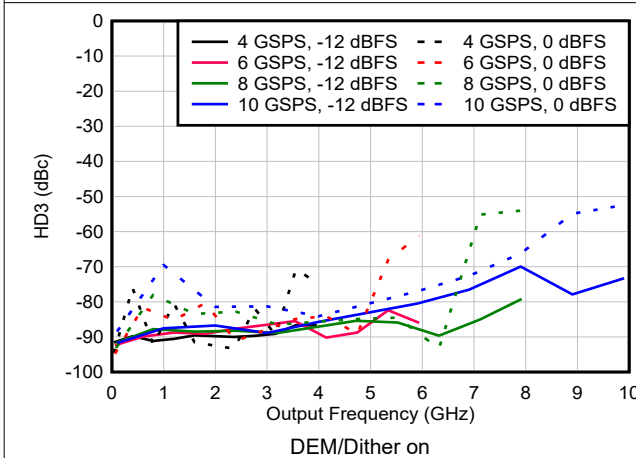 0
-10
-20
-30
-40
-50
-60
-70
-80
-90
-100
HD3 (dBc)
4 GSPS, -12 dBFS
6 GSPS, -12 dBFS
8 GSPS, -12 dBFS
10 GSPS, -12 dBFS
4 GSPS, 0 dBFS
6 GSPS, 0 dBFS
8 GSPS, 0 dBFS
10 GSPS, 0 dBFS
0 1 2 3 4 5 6 7 8 9 10
Output Frequency (GHz)
DEM/Dither on